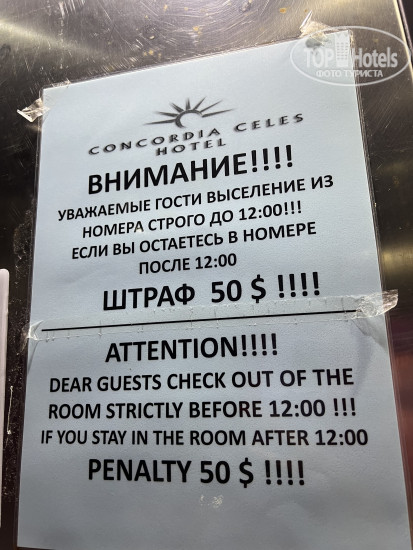 TOP Hotels
ФОТО ТУРИСТА
CONCORDIA CELES
HOTEL
ВНИМАНИЕ!!!!
УВАЖАЕМЫЕ ГОСТИ ВЫСЕЛЕНИЕ ИЗ
НОМЕРА СТРОГО ДО 12:00!!!
ЕСЛИ ВЫ ОСТАЕТЕСЬ В НОМЕРЕ
ПОСЛЕ 12:00
ШТРАФ 50 $ !!!!
ATTENTION!!!!
DEAR GUESTS CHECK OUT OF THE
ROOM STRICTLY BEFORE 12:00 !!!
IF YOU STAY IN THE ROOM AFTER 12:00
PENALTY 50 $ !!!!